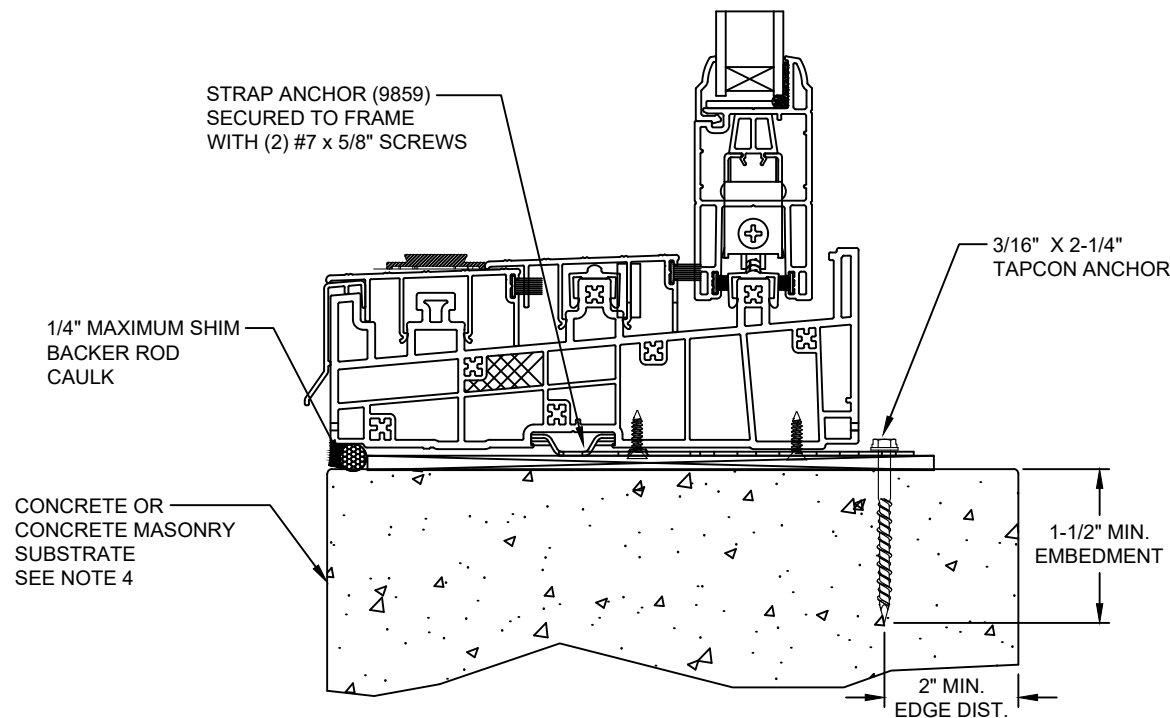 STRAP ANCHOR (9859)
SECURED TO FRAME
WITH (2) #7 x 5/8" SCREWS
3/16" X 2-1/4"
TAPCON ANCHOR
1/4" MAXIMUM SHIM
BACKER ROD
CAULK
CONCRETE OR
CONCRETE MASONRY
SUBSTRATE
SEE NOTE 4
1-1/2" MIN.
EMBEDMENT
2" MIN.
EDGE DIST.